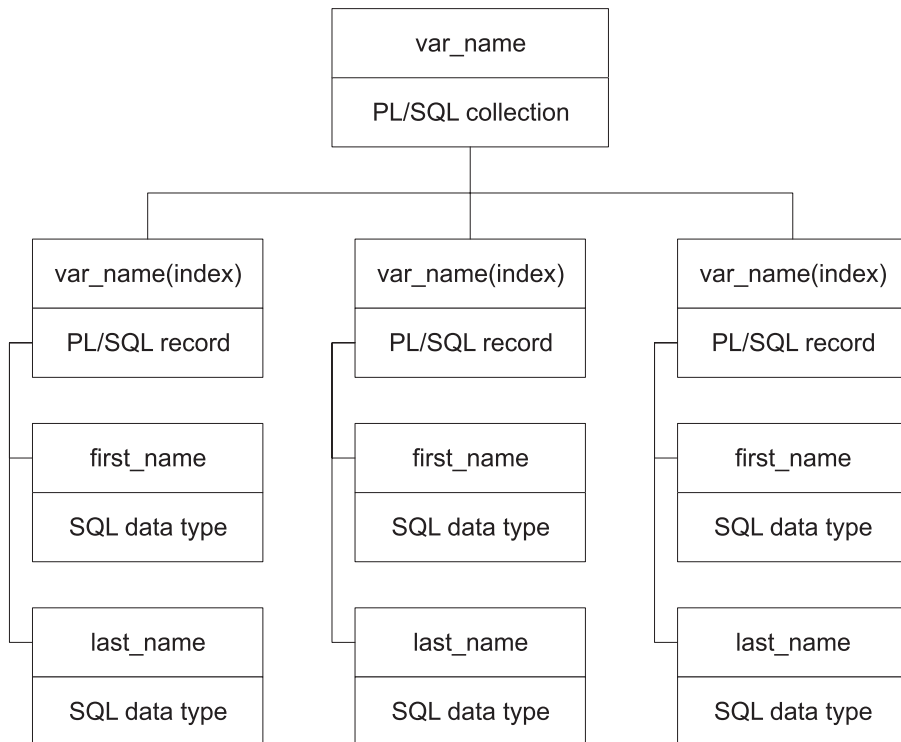 var_name
PL/SQL collection
var_name(index)
PL/SQL record
first_name
SQL data type
last_name
SQL data type
var_name(index)
PL/SQL record
first_name
SQL data type
last_name
SQL data type
var_name(index)
PL/SQL record
first_name
SQL data type
last_name
SQL data type